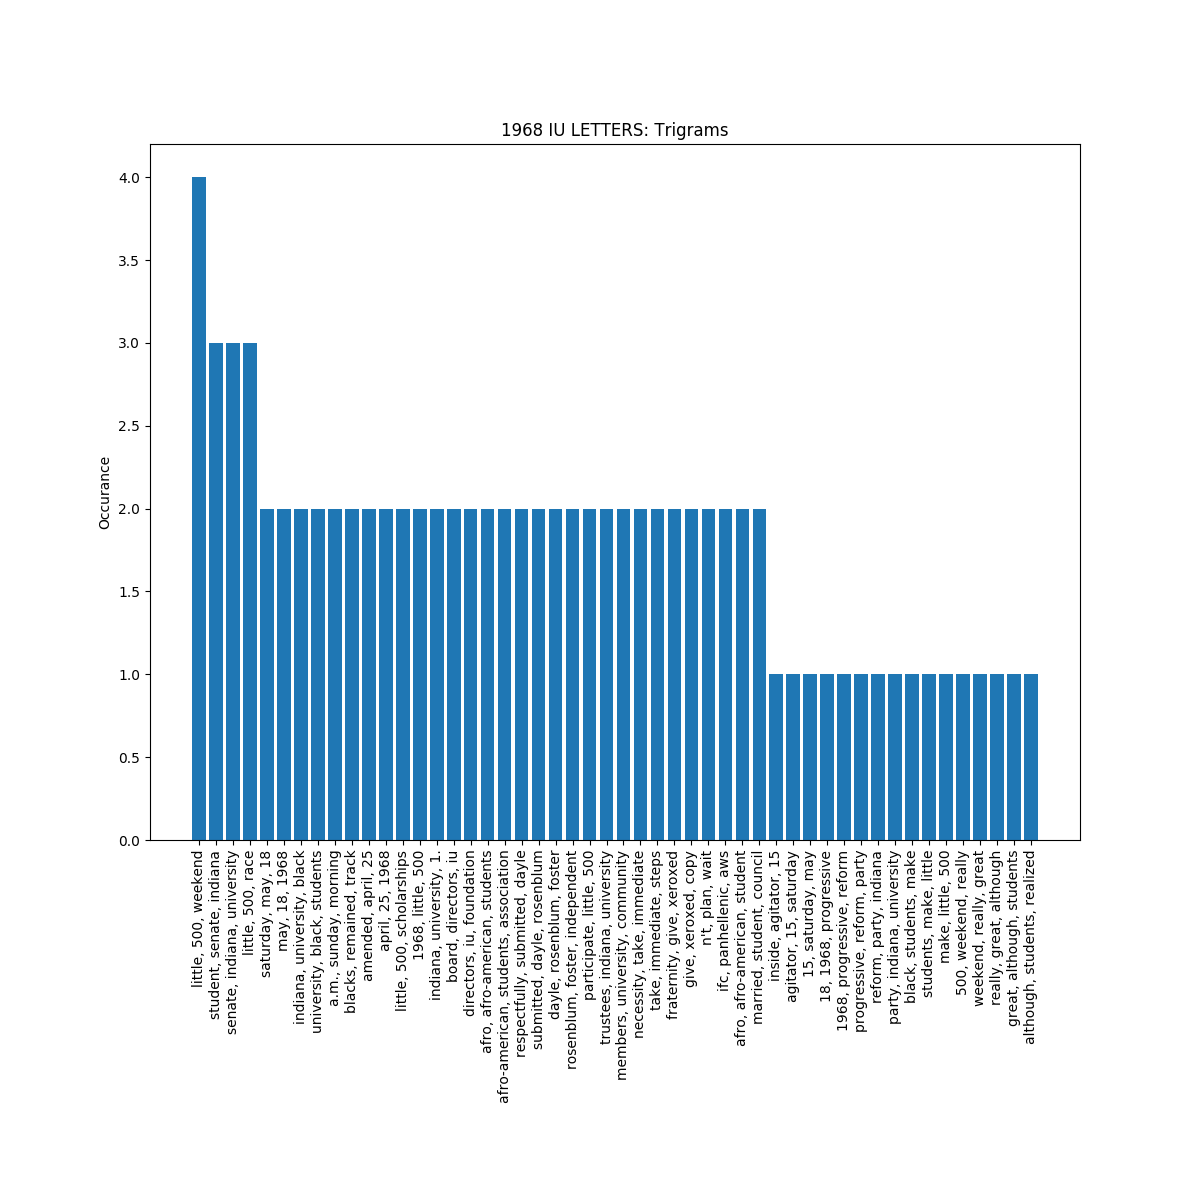 1968 IU LETTERS: Trigrams
4.0
3.5
3.0
2.5
2.0
1.5
1.0
0.5
0.0
Occurance
little, 500, weekend
student, senate, indiana
senate, indiana, university
little, 500, race
saturday, may, 18
may, 18, 1968
indiana, university, black
university, black, students
a.m., sunday, morning
blacks, remained, track
amended, april, 25
april, 25, 1968
little, 500, scholarships
1968, little, 500
indiana, university, 1.
board, directors, iu
directors, iu, foundation
afro, afro-american, students
afro-american, students, association
respectfully, submitted, dayle
submitted, dayle, rosenblum
dayle, rosenblum, foster
rosenblum, foster, independent
participate, little, 500
trustees, indiana, university
members, university, community
necessity, take, immediate
take, immediate, steps
fraternity, give, xeroxed
give, xeroxed, copy
n't, plan, wait
ifc, panhellenic, aws
afro, afro-american, student
married, student, council
inside, agitator, 15
agitator, 15, saturday
15, saturday, may
18, 1968, progressive
1968, progressive, reform
progressive, reform, party
reform, party, indiana
party, indiana, university
black, students, make
students, make, little
make, little, 500
500, weekend, really
weekend, really, great
really, great, although
great, although, students
although, students, realized